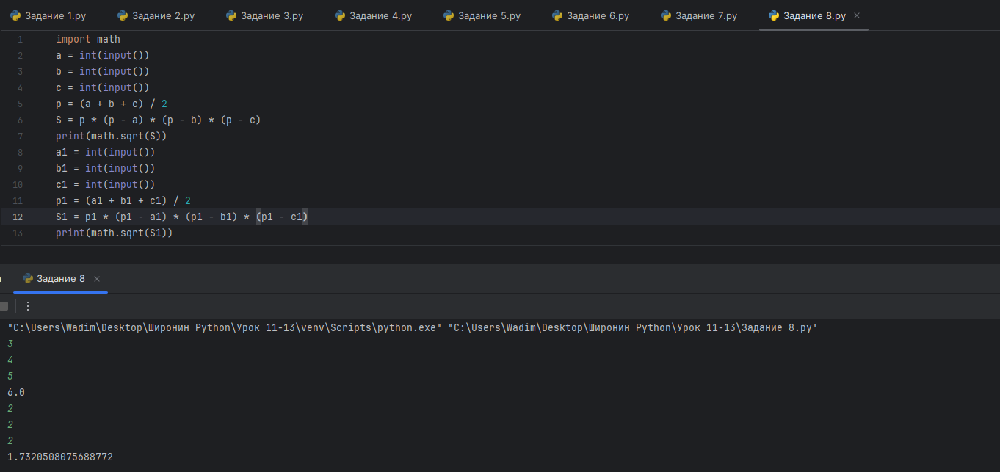 Задание 1.py Задание 2.py Задание 3.py Задание 4.py Задание 5.py Задание 6.py Задание 7.py Задание 8.py ×
1 import math
2 a = int(input())
3 b = int(input())
4 c = int(input())
5 p = (a + b + c) / 2
6 S = p * (p - a) * (p - b) * (p - c)
7 print(math.sqrt(S))
8 a1 = int(input())
9 b1 = int(input())
10 c1 = int(input())
11 p1 = (a1 + b1 + c1) / 2
12 S1 = p1 * (p1 - a1) * (p1 - b1) * (p1 - c1)
13 print(math.sqrt(S1))
Задание 8 ×
"C:\Users\Wadim\Desktop\Широнин Python\Урок 11-13\venv\Scripts\python.exe" "C:\Users\Wadim\Desktop\Широнин Python\Урок 11-13\Задание 8.py"
3
4
5
6.0
2
2
2
1.7320508075688772